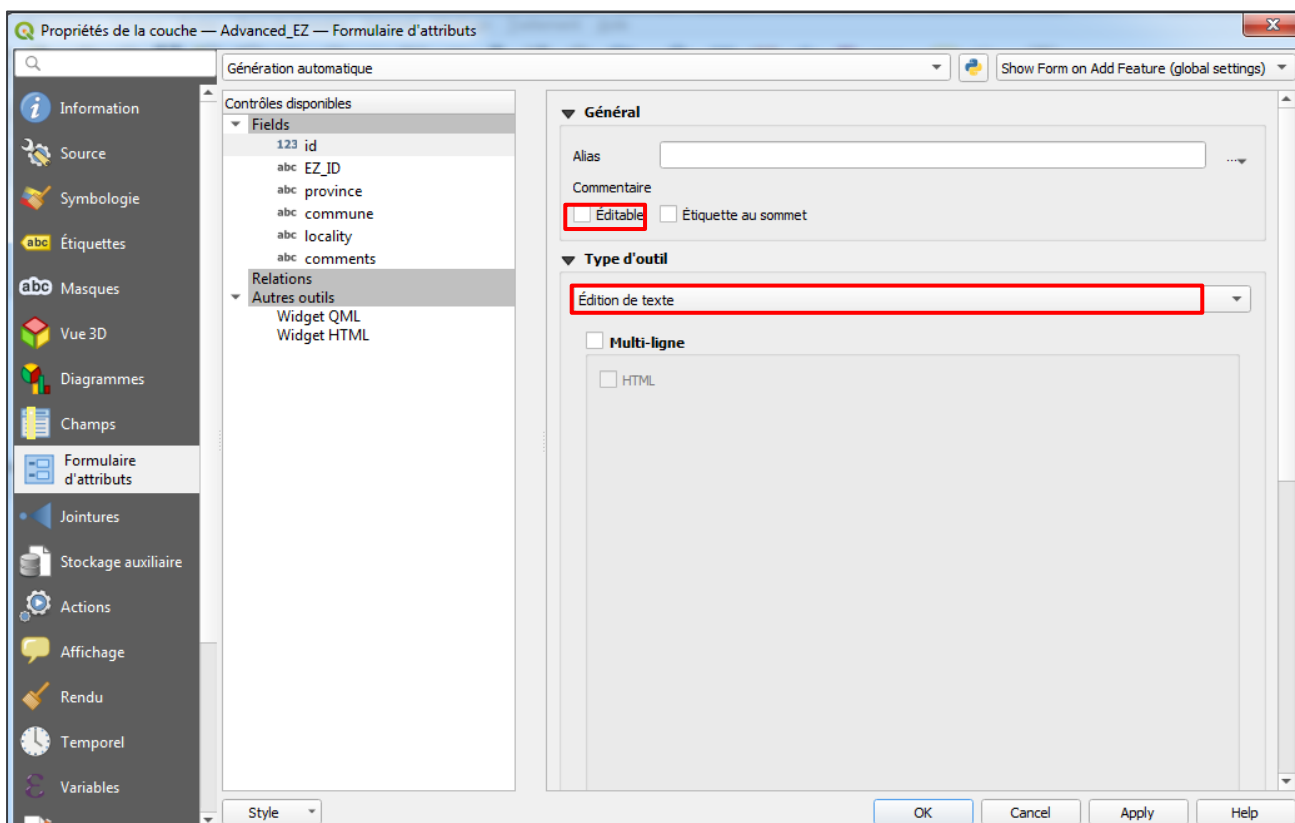 Propriétés de la couche — Advanced_EZ — Formulaire d'attributs
Génération automatique
Show Form on Add Feature (global settings)
Information
Source
Symbologie
abc Étiquettes
abc Masques
Vue 3D
Diagrammes
Champs
Formulaire
d'attributs
Jointures
Stockage auxiliaire
Actions
Affichage
Rendu
Temporel
Variables
Contrôles disponibles
Fields
123 id
abc EZ_ID
abc province
abc commune
abc locality
abc comments
Relations
Autres outils
Widget QML
Widget HTML
Général
Alias
...
Commentaire
Éditable
Étiquette au sommet
Type d'outil
Édition de texte
Multi-ligne
HTML
Style
OK
Cancel
Apply
Help